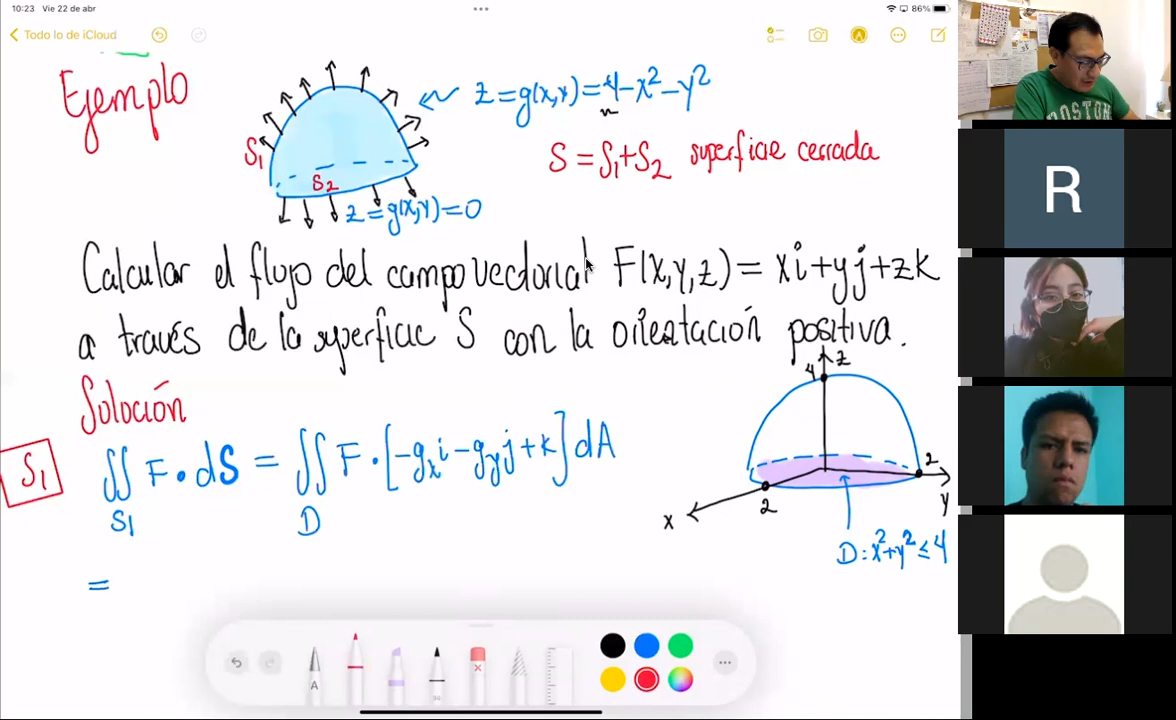 10:23 Vie 22 de abr
86%
Todo lo de iCloud
Ejemplo
z=g(x,y)=4-x²-y²
n
S=S₁+S₂ superficie cerrada
S₁
S₂
z=g(x,y)=0
Calcular el flujo del campo vectorial F(x,y,z)=xi+yj+zk
a través de la superficie S con la orientación positiva.
Solución
S₁
∬ F•dS = ∬ F•[-gₓi-g_yj+k]dA
S₁ D
=
4 z
2
y
2
x
D:x²+y²≤4
A
BOSTON
R